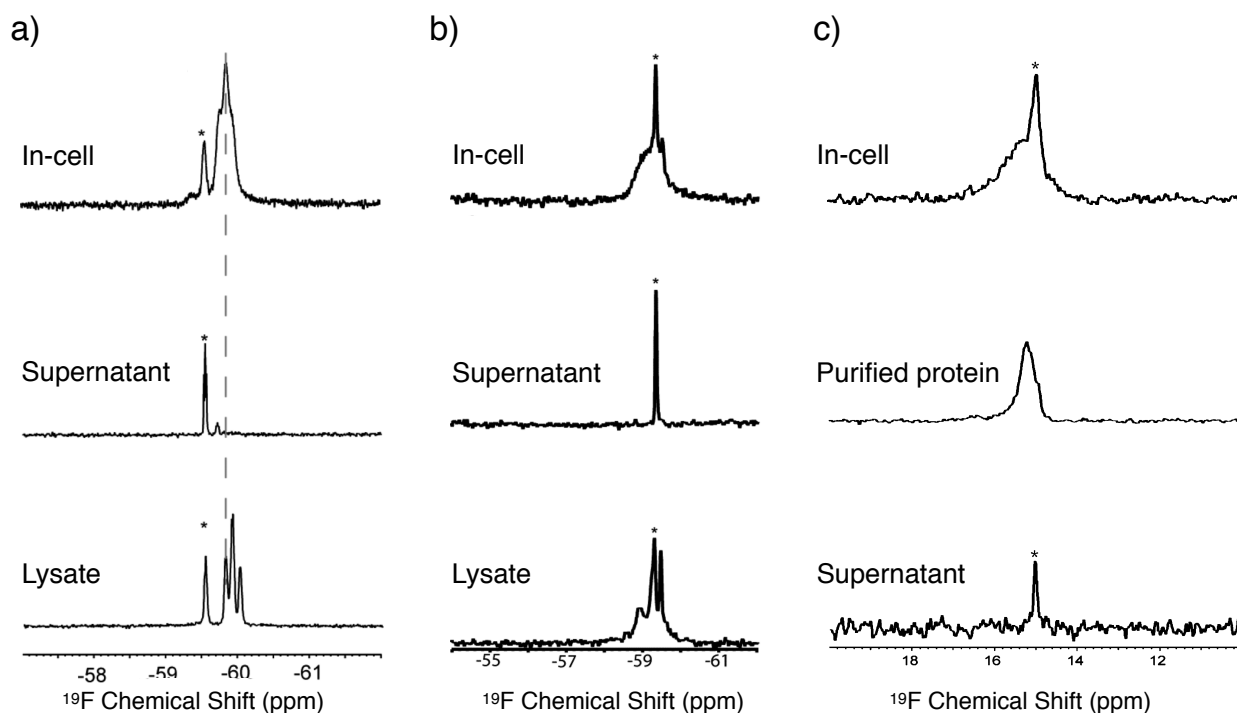 a)
*
In-cell
*
Supernatant
*
Lysate
-58 -59 -60 -61
¹⁹F Chemical Shift (ppm)
b)
*
In-cell
*
Supernatant
*
Lysate
-55 -57 -59 -61
¹⁹F Chemical Shift (ppm)
c)
*
In-cell
Purified protein
*
Supernatant
18 16 14 12
¹⁹F Chemical Shift (ppm)